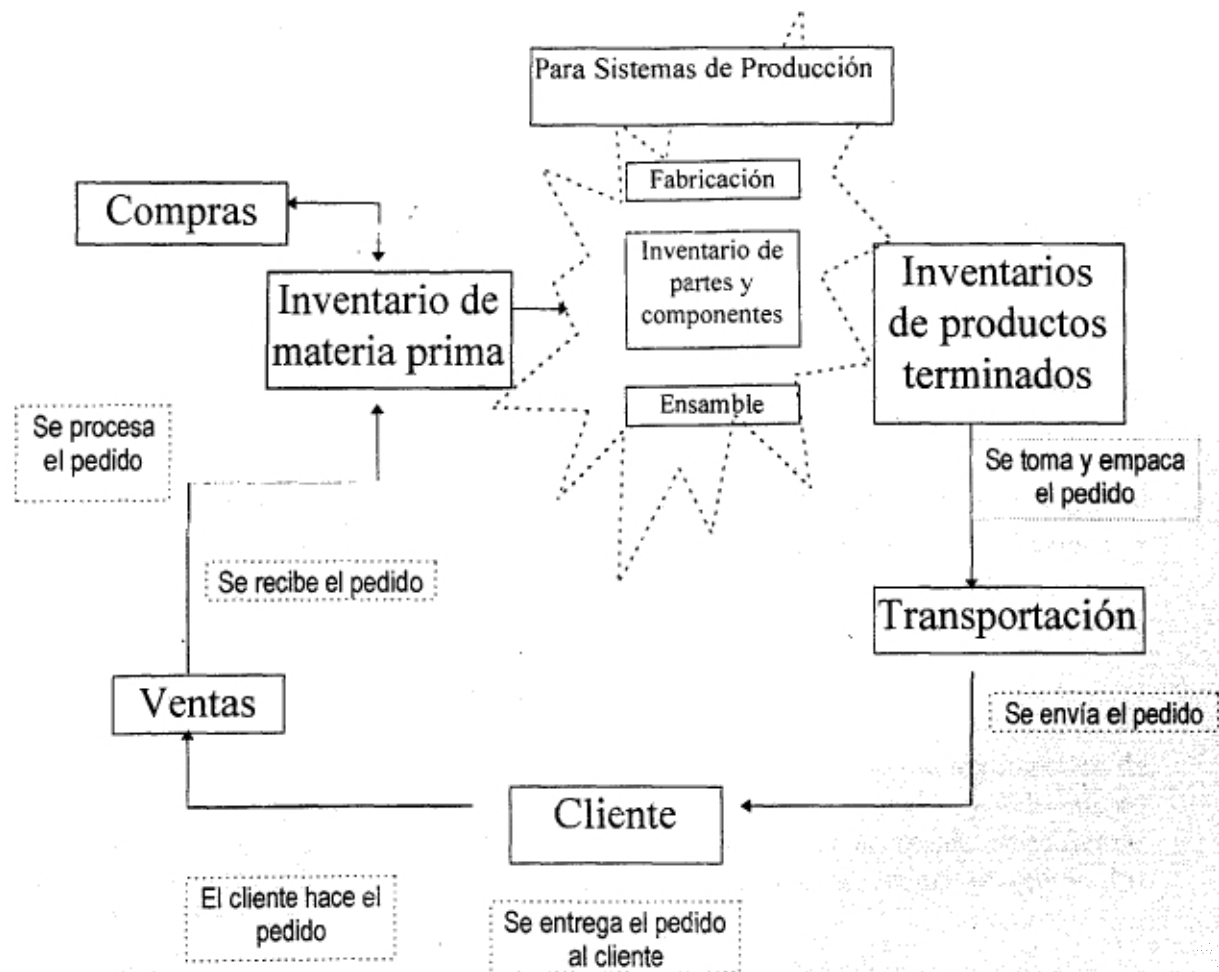 Para Sistemas de Producción
Fabricación
Compras
Inventario de
partes y
componentes
Inventario de
materia prima
Inventarios
de productos
terminados
Ensamble
Se procesa
el pedido
Se toma y empaca
el pedido
Se recibe el pedido
Transportación
Ventas
Se envía el pedido
Cliente
El cliente hace el
pedido
Se entrega el pedido
al cliente